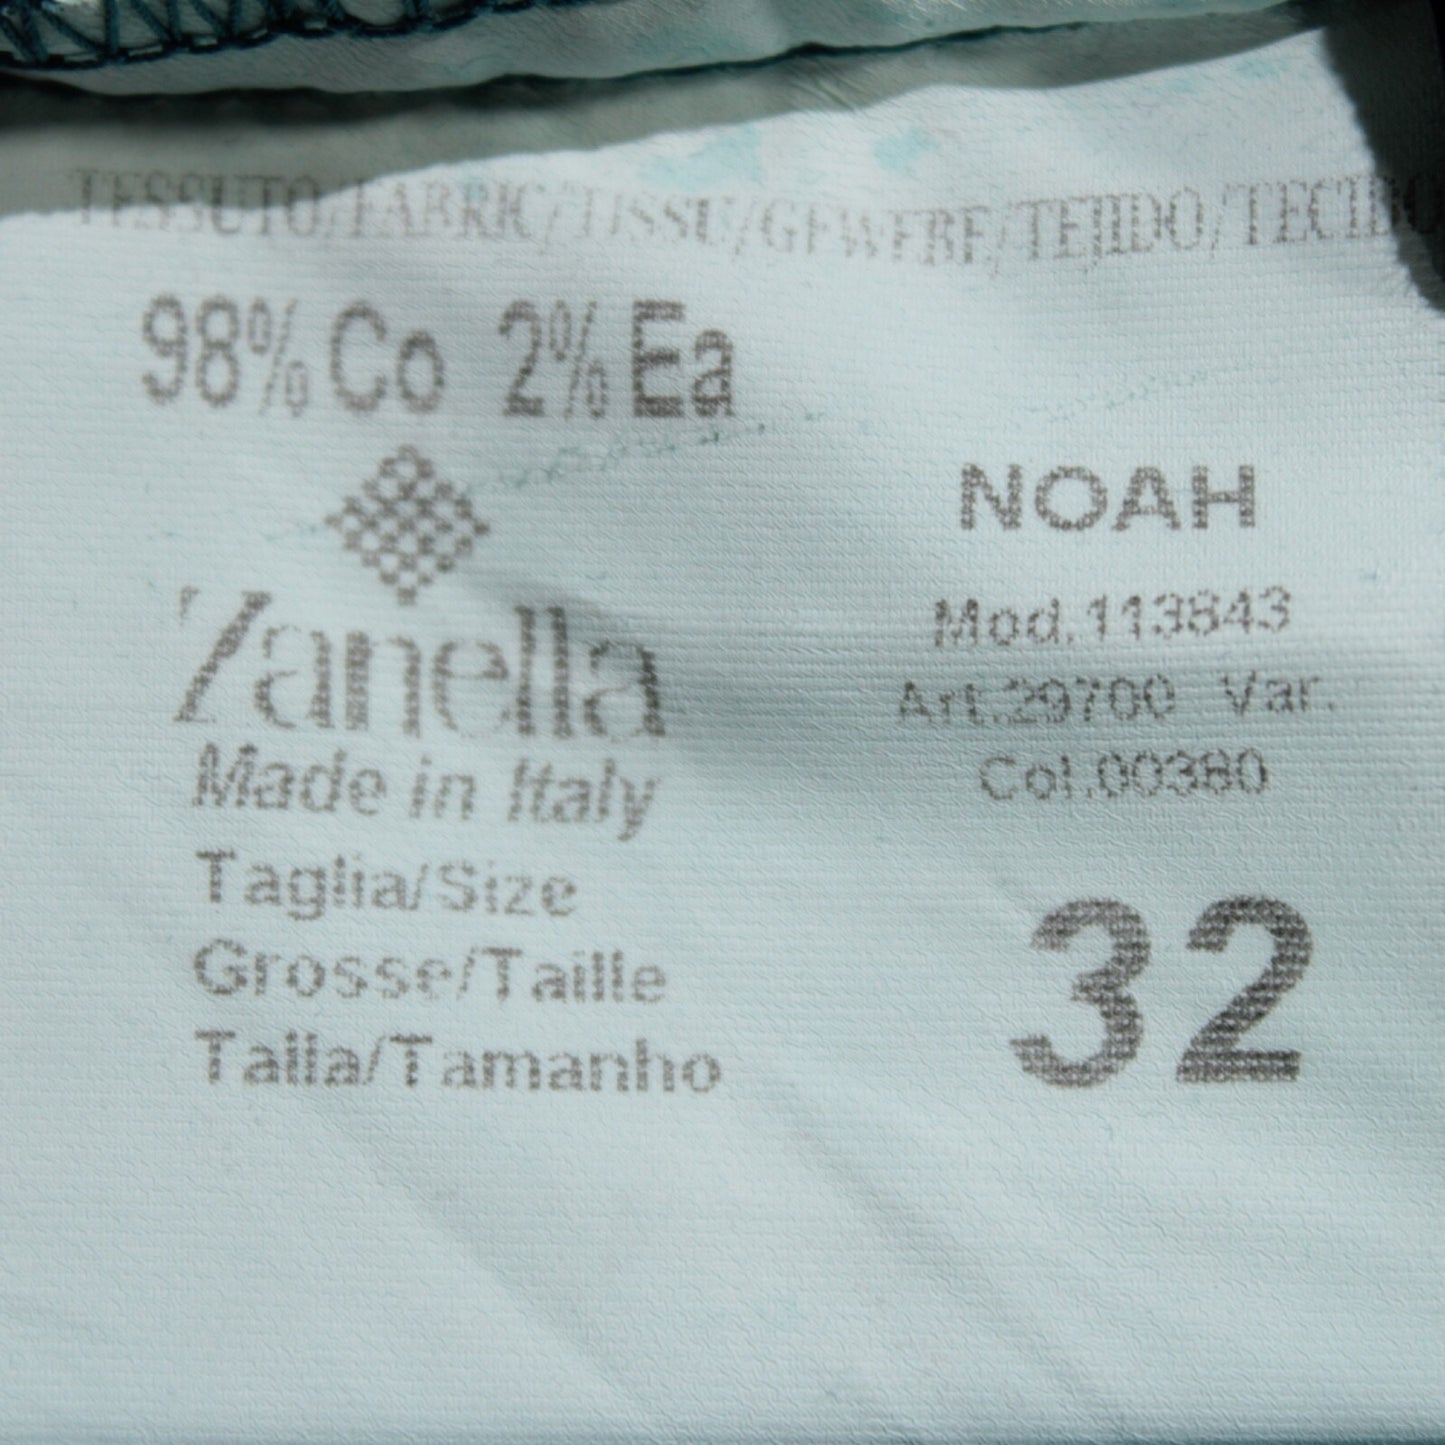 TESSUTO/FABRIC/TISSU/GEWEBE/TEJIDO/TECIDO
98% Co 2% Ea
Zanella
Made in Italy
Taglia/Size
Grosse/Taille
Talla/Tamanho
NOAH
Mod.113843
Art.29700 Var.
Col.00380
32